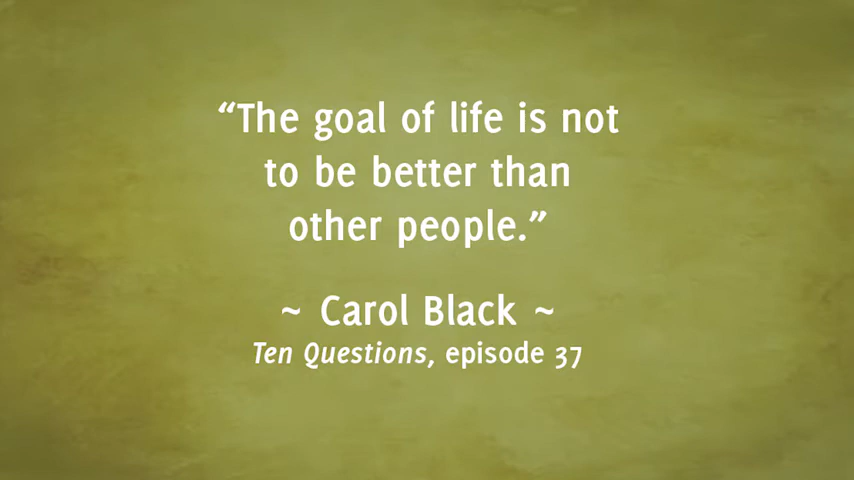 “The goal of life is not
to be better than
other people.”
~ Carol Black ~
Ten Questions, episode 37